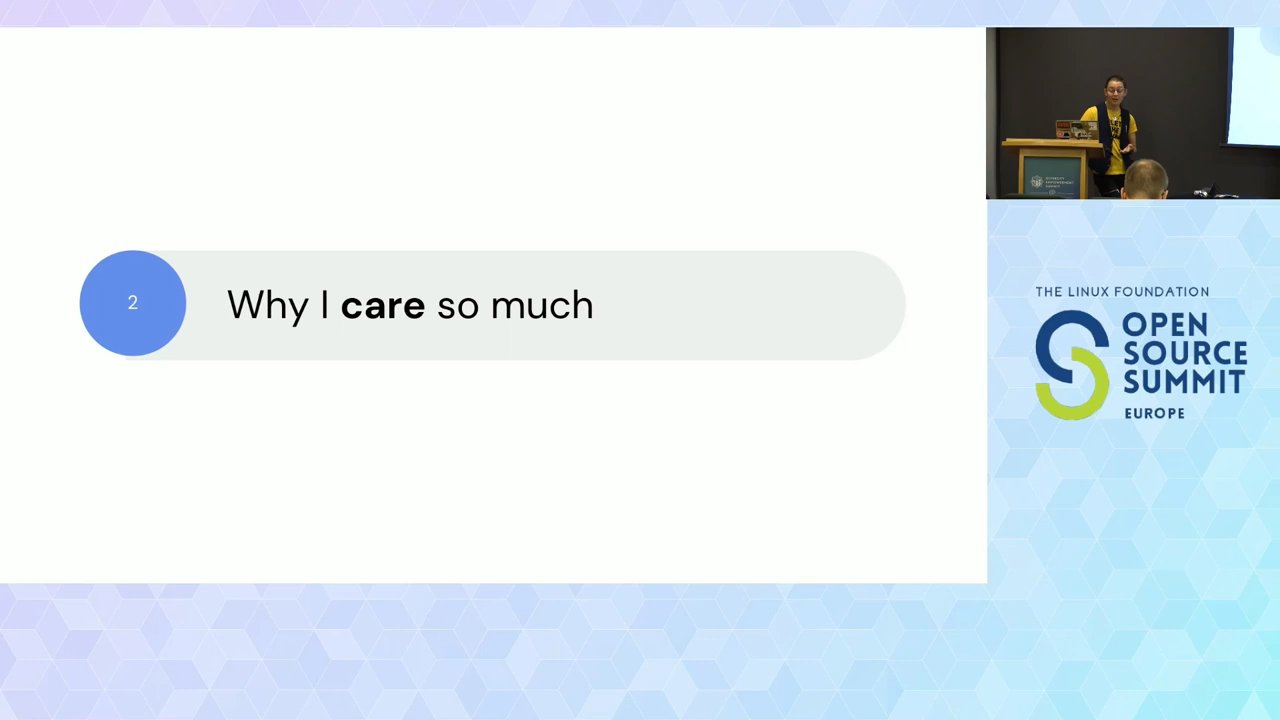 2
Why I care so much
THE LINUX FOUNDATION
OPEN
SOURCE
SUMMIT
EUROPE